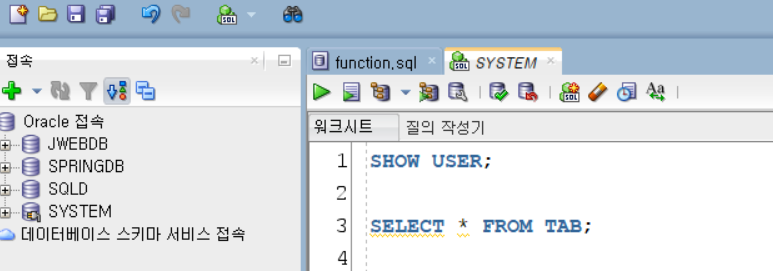 접속
function.sql
SYSTEM
Oracle 접속
JWEBDB
SPRINGDB
SQLD
SYSTEM
데이터베이스 스키마 서비스 접속
워크시트 질의 작성기
1 SHOW USER;
2
3 SELECT * FROM TAB;
4